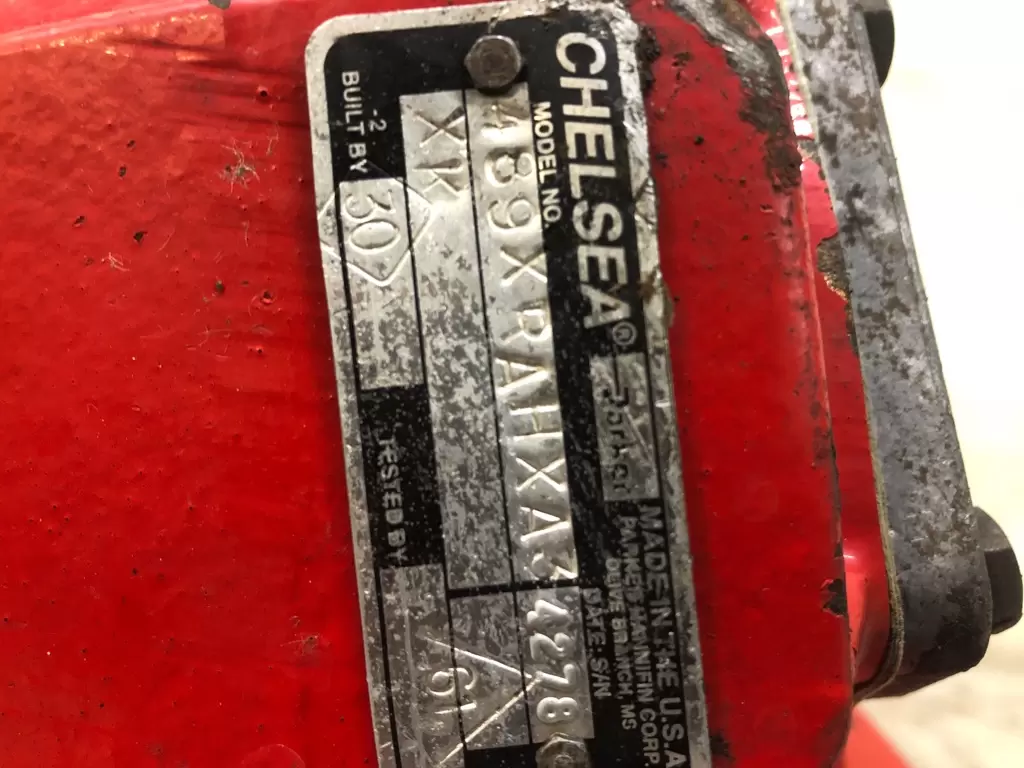 CHELSEA®
MADE IN THE U.S.A
PARKER HANNIFIN CORP.
OLIVE BRANCH, MS
MODEL NO.
DATE: S/N
489XRAHXA3 4278
XK
-2
BUILT BY
30
TESTED BY